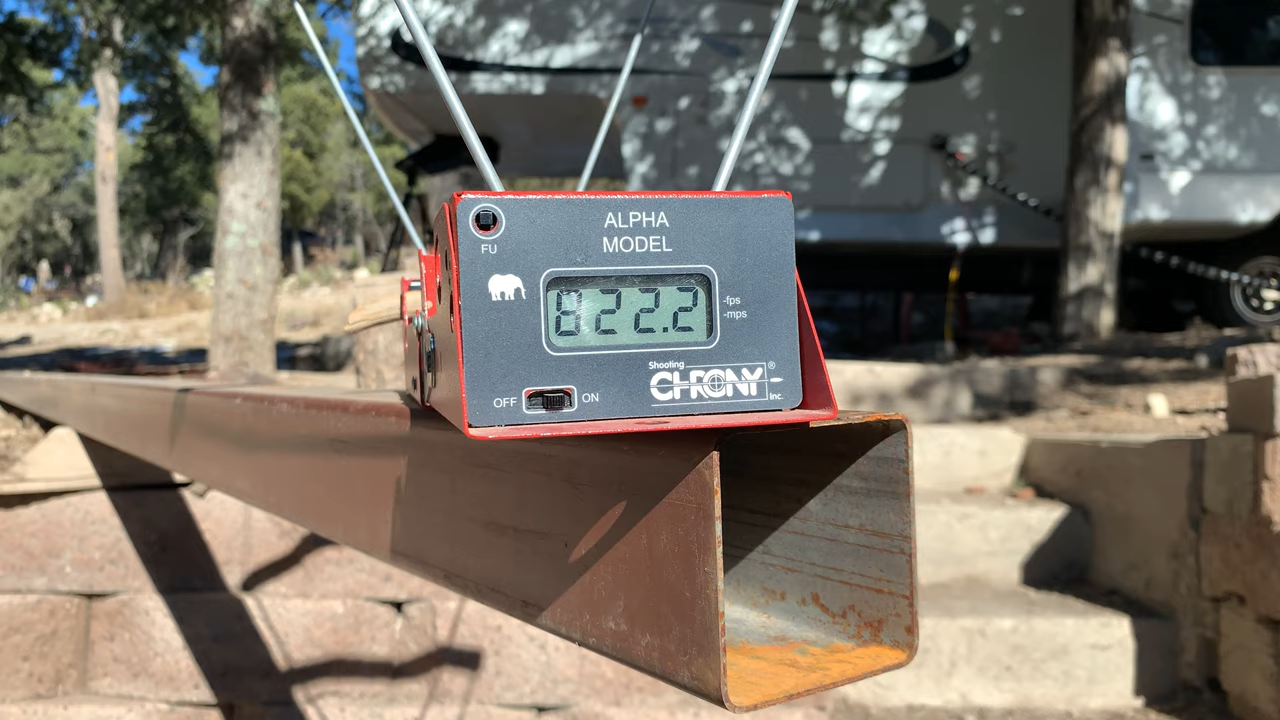 ALPHA
MODEL
FU
822.2
-fps
-mps
Shooting
CHRONY®
Inc.
OFF ON